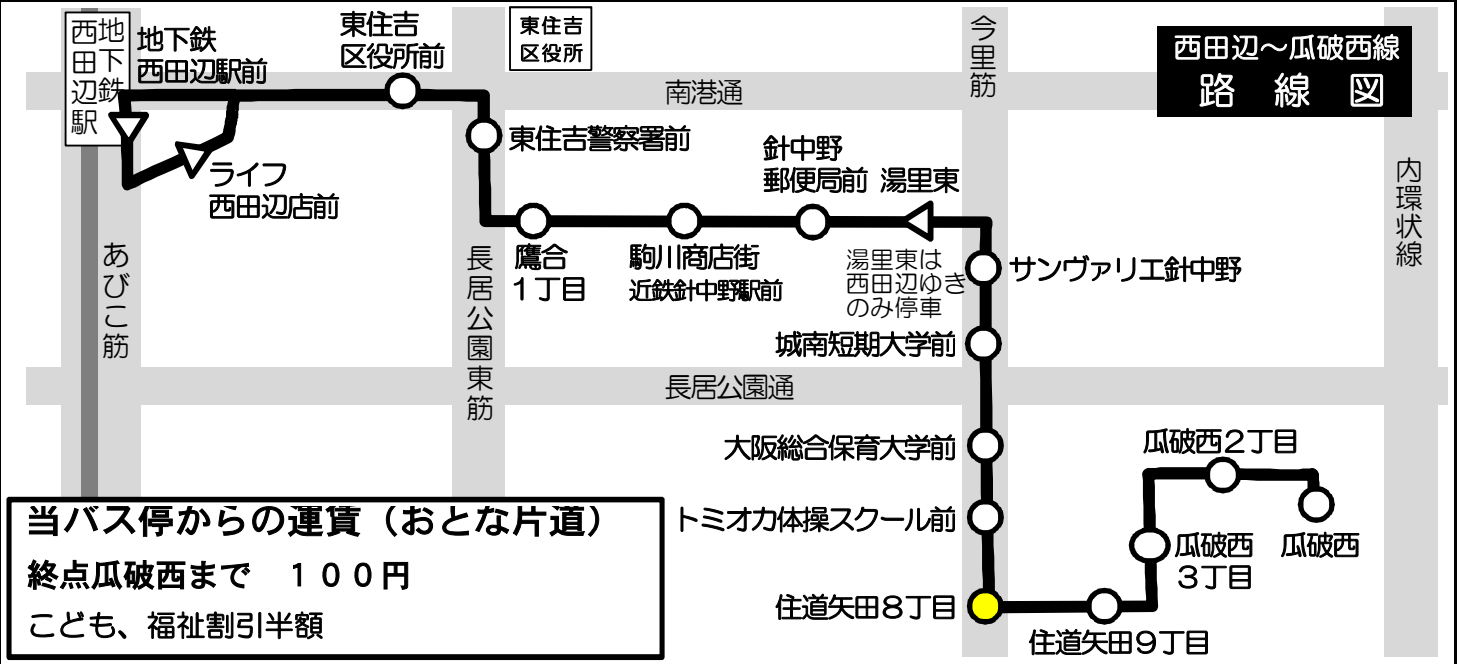 西田辺～瓜破西線
路線図
地下鉄
西田辺駅
地下鉄
西田辺駅前
東住吉
区役所前
東住吉
区役所
南港通
今里筋
内環状線
東住吉警察署前
ライフ
西田辺店前
針中野
郵便局前
湯里東
あびこ筋
長居公園東筋
鷹合
１丁目
駒川商店街
近鉄針中野駅前
湯里東は
西田辺ゆき
のみ停車
サンヴァリエ針中野
城南短期大学前
長居公園通
大阪総合保育大学前
トミオカ体操スクール前
住道矢田８丁目
住道矢田９丁目
瓜破西
３丁目
瓜破西２丁目
瓜破西
当バス停からの運賃（おとな片道）
終点瓜破西まで　１００円
こども、福祉割引半額